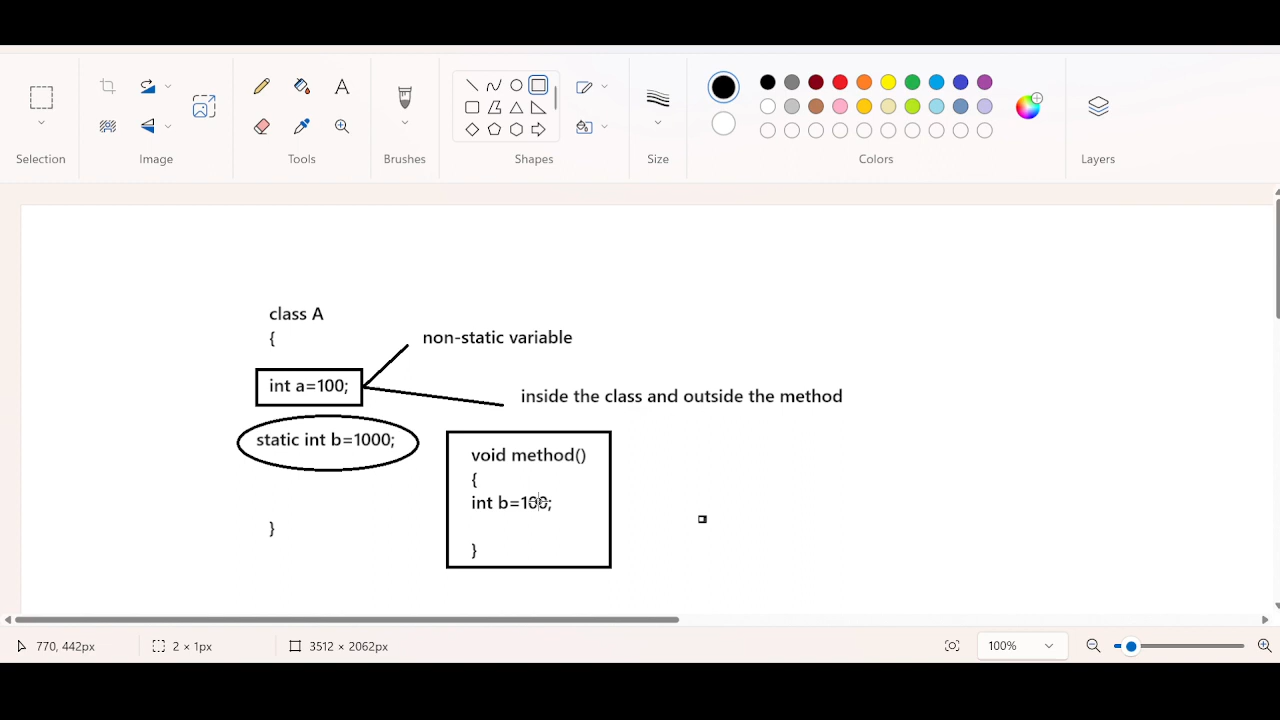 Selection
Image
Tools
Brushes
Shapes
Size
Colors
Layers
class A
{
non-static variable
int a=100;
inside the class and outside the method
static int b=1000;
void method()
{
int b=100;
}
}
770, 442px
2 × 1px
3512 × 2062px
100%